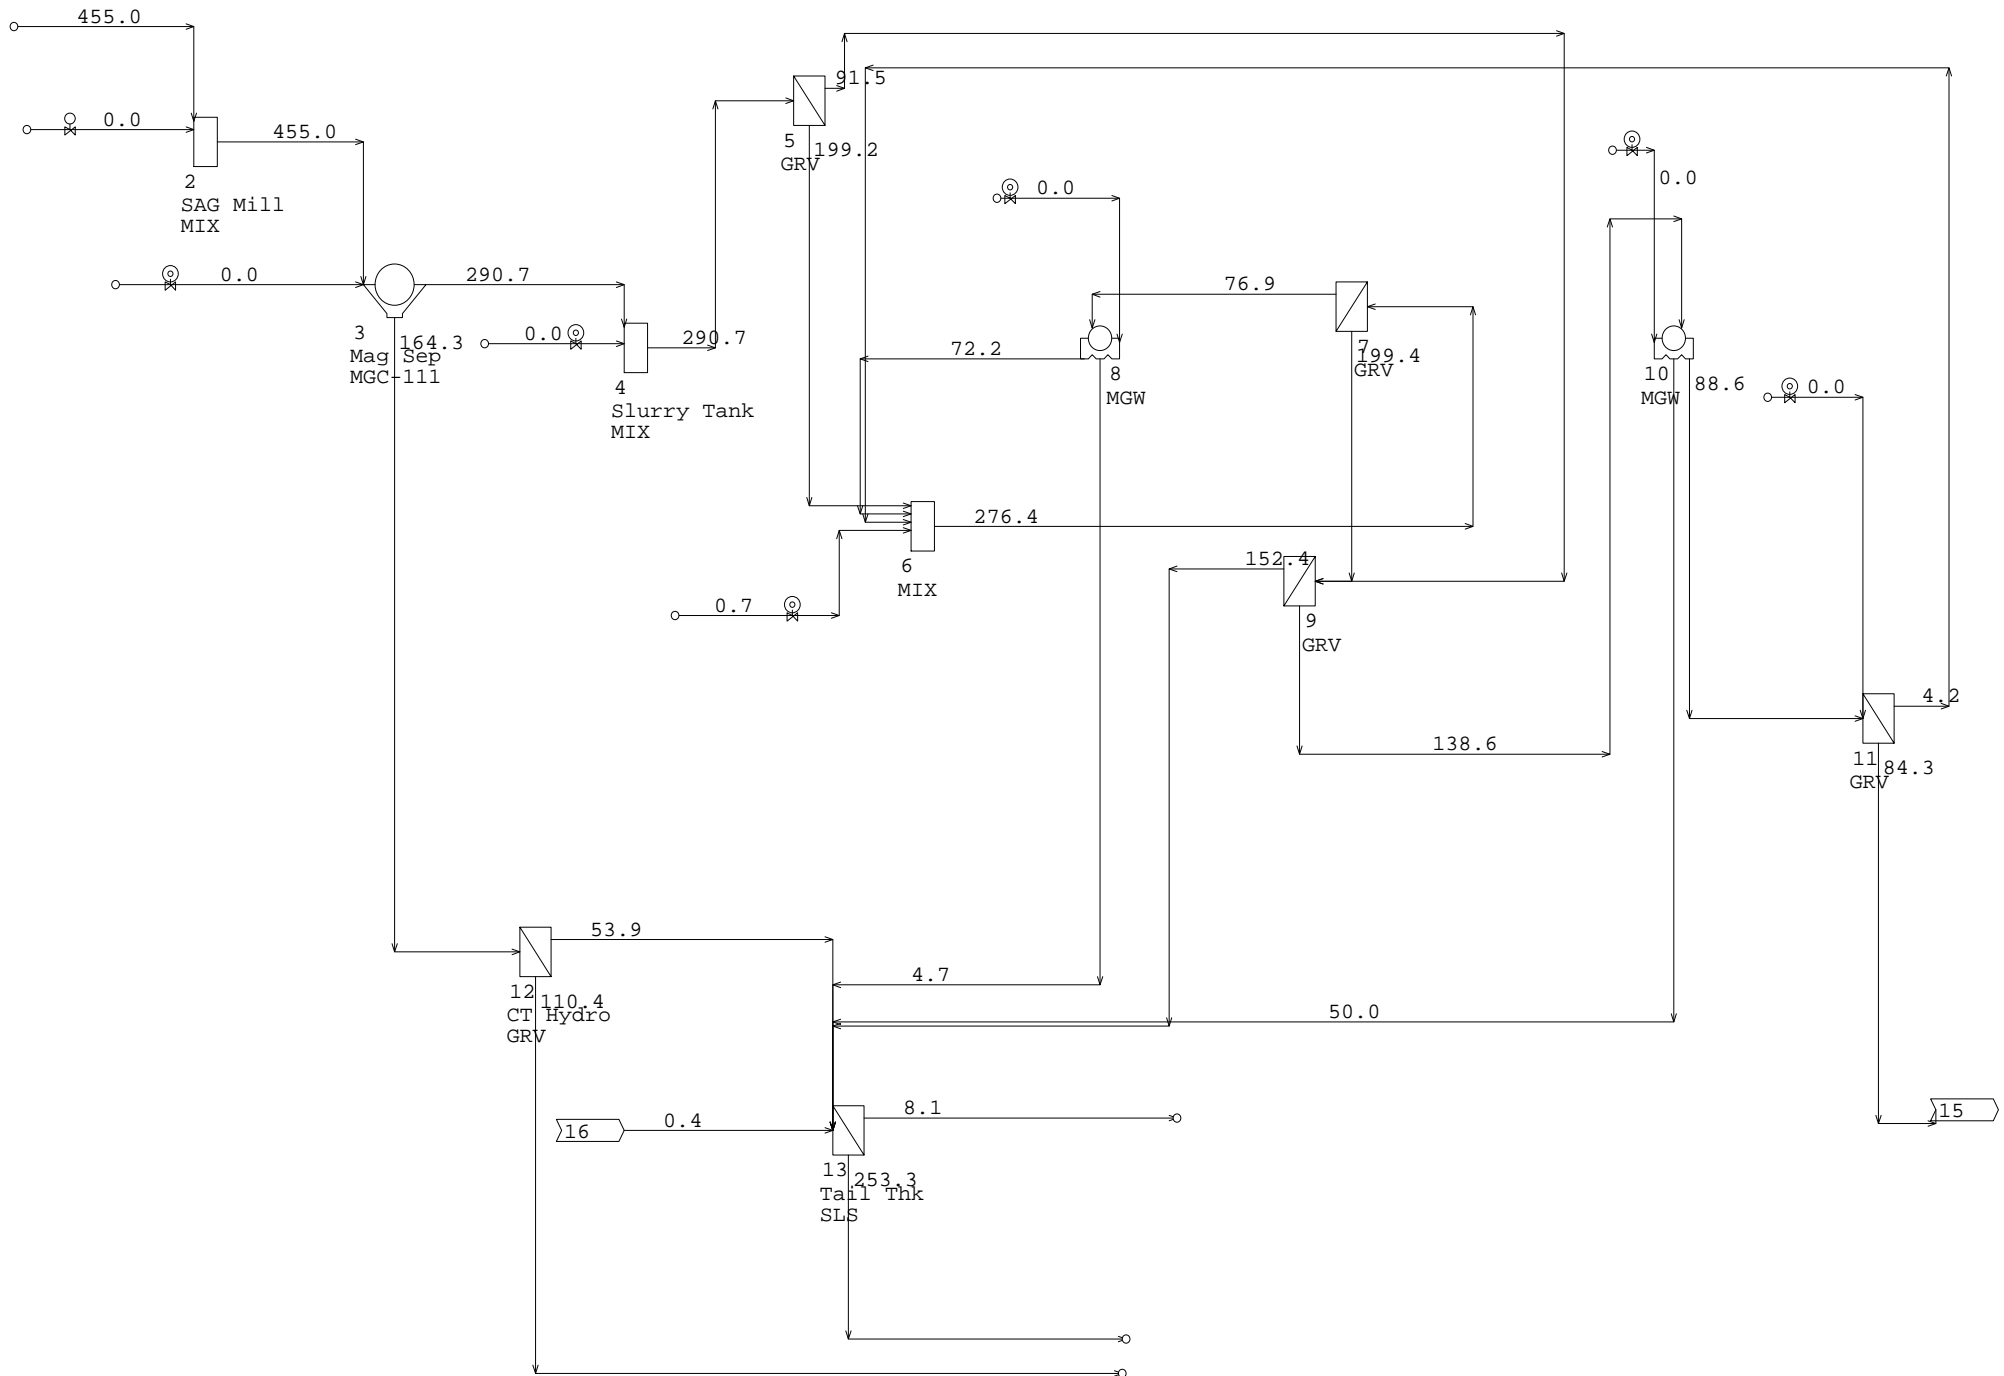 455.0
0.0
455.0
2
SAG Mill
MIX
0.0
290.7
3
164.3
Mag Sep
MGC-111
0.0
290.7
4
Slurry Tank
MIX
91.5
5
199.2
GRV
0.0
76.9
72.2
8
MGW
7
199.4
GRV
0.0
10
88.6
MGW
0.0
276.4
6
MIX
0.7
152.4
9
GRV
138.6
4.2
11
84.3
GRV
53.9
12
110.4
CT Hydro
GRV
4.7
50.0
16
0.4
8.1
13
253.3
Tail Thk
SLS
15